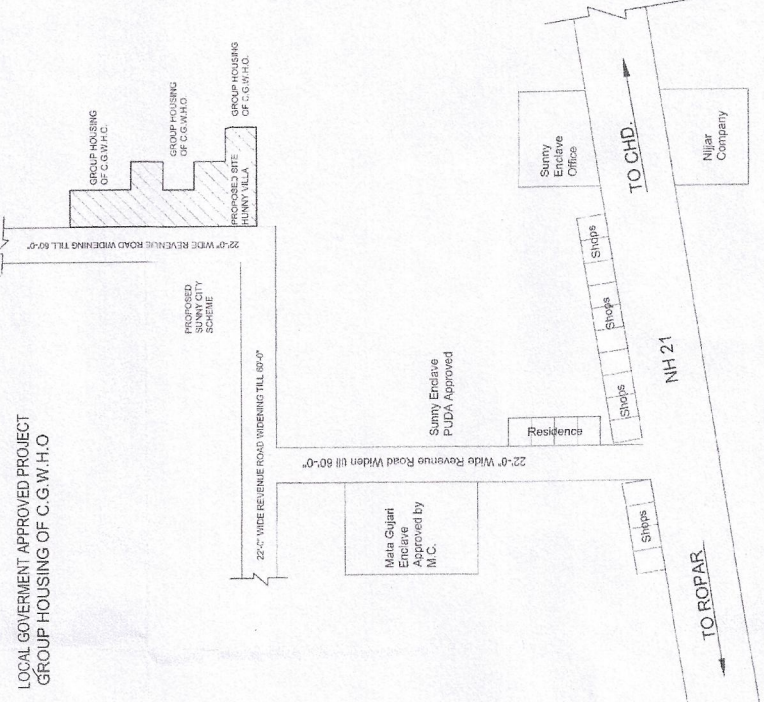 LOCAL GOVERMENT APPROVED PROJECT
GROUP HOUSING OF C.G.W.H.O
GROUP HOUSING
OF C.G.W.H.O.
GROUP HOUSING
OF C.G.W.H.O
GROUP HOUSING
OF C.G.W.H.O.
PROPOSED SITE
HUNNY VILLA
22'-0" WIDE REVENUE ROAD WIDENING TILL 60'-0"
PROPOSED
SUNNY CITY
SCHEME
22'-0" WIDE REVENUE ROAD WIDENING TILL 60'-0"
Sunny Enclave
PUDA Approved
22'-0" Wide Revenue Road Widen till 60'-0"
Mata Gujari
Enclave
Approved by
M.C.
Residence
Shops
Shops
Shops
Shops
Sunny
Enclave
Office
Nijjar
Company
TO CHD.
NH 21
TO ROPAR